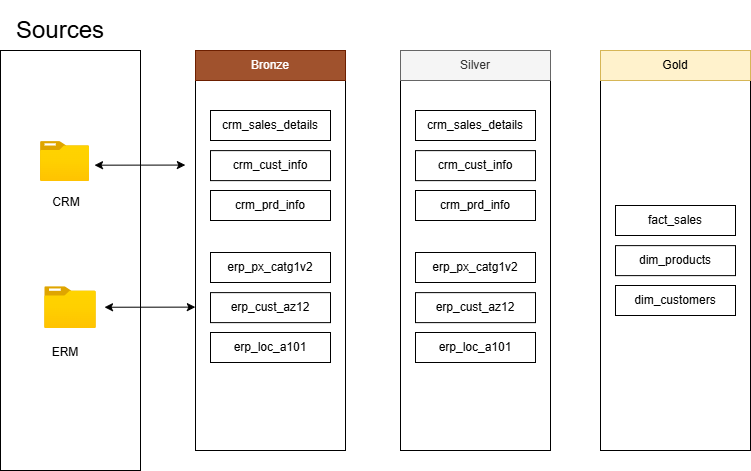 Sources
CRM
ERM
Bronze
crm_sales_details
crm_cust_info
crm_prd_info
erp_px_catg1v2
erp_cust_az12
erp_loc_a101
Silver
crm_sales_details
crm_cust_info
crm_prd_info
erp_px_catg1v2
erp_cust_az12
erp_loc_a101
Gold
fact_sales
dim_products
dim_customers